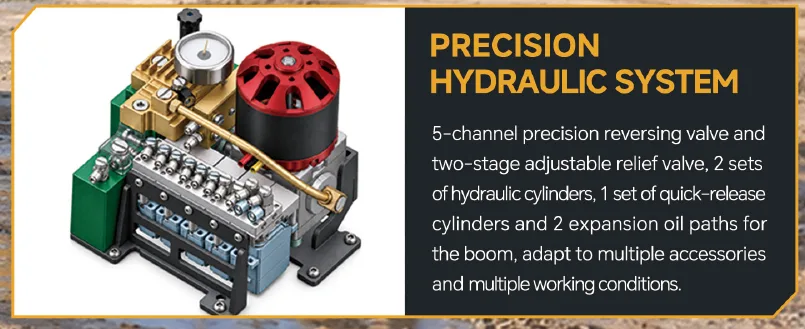 PRECISION
HYDRAULIC SYSTEM
5-channel precision reversing valve and
two-stage adjustable relief valve, 2 sets
of hydraulic cylinders, 1 set of quick-release
cylinders and 2 expansion oil paths for
the boom, adapt to multiple accessories
and multiple working conditions.